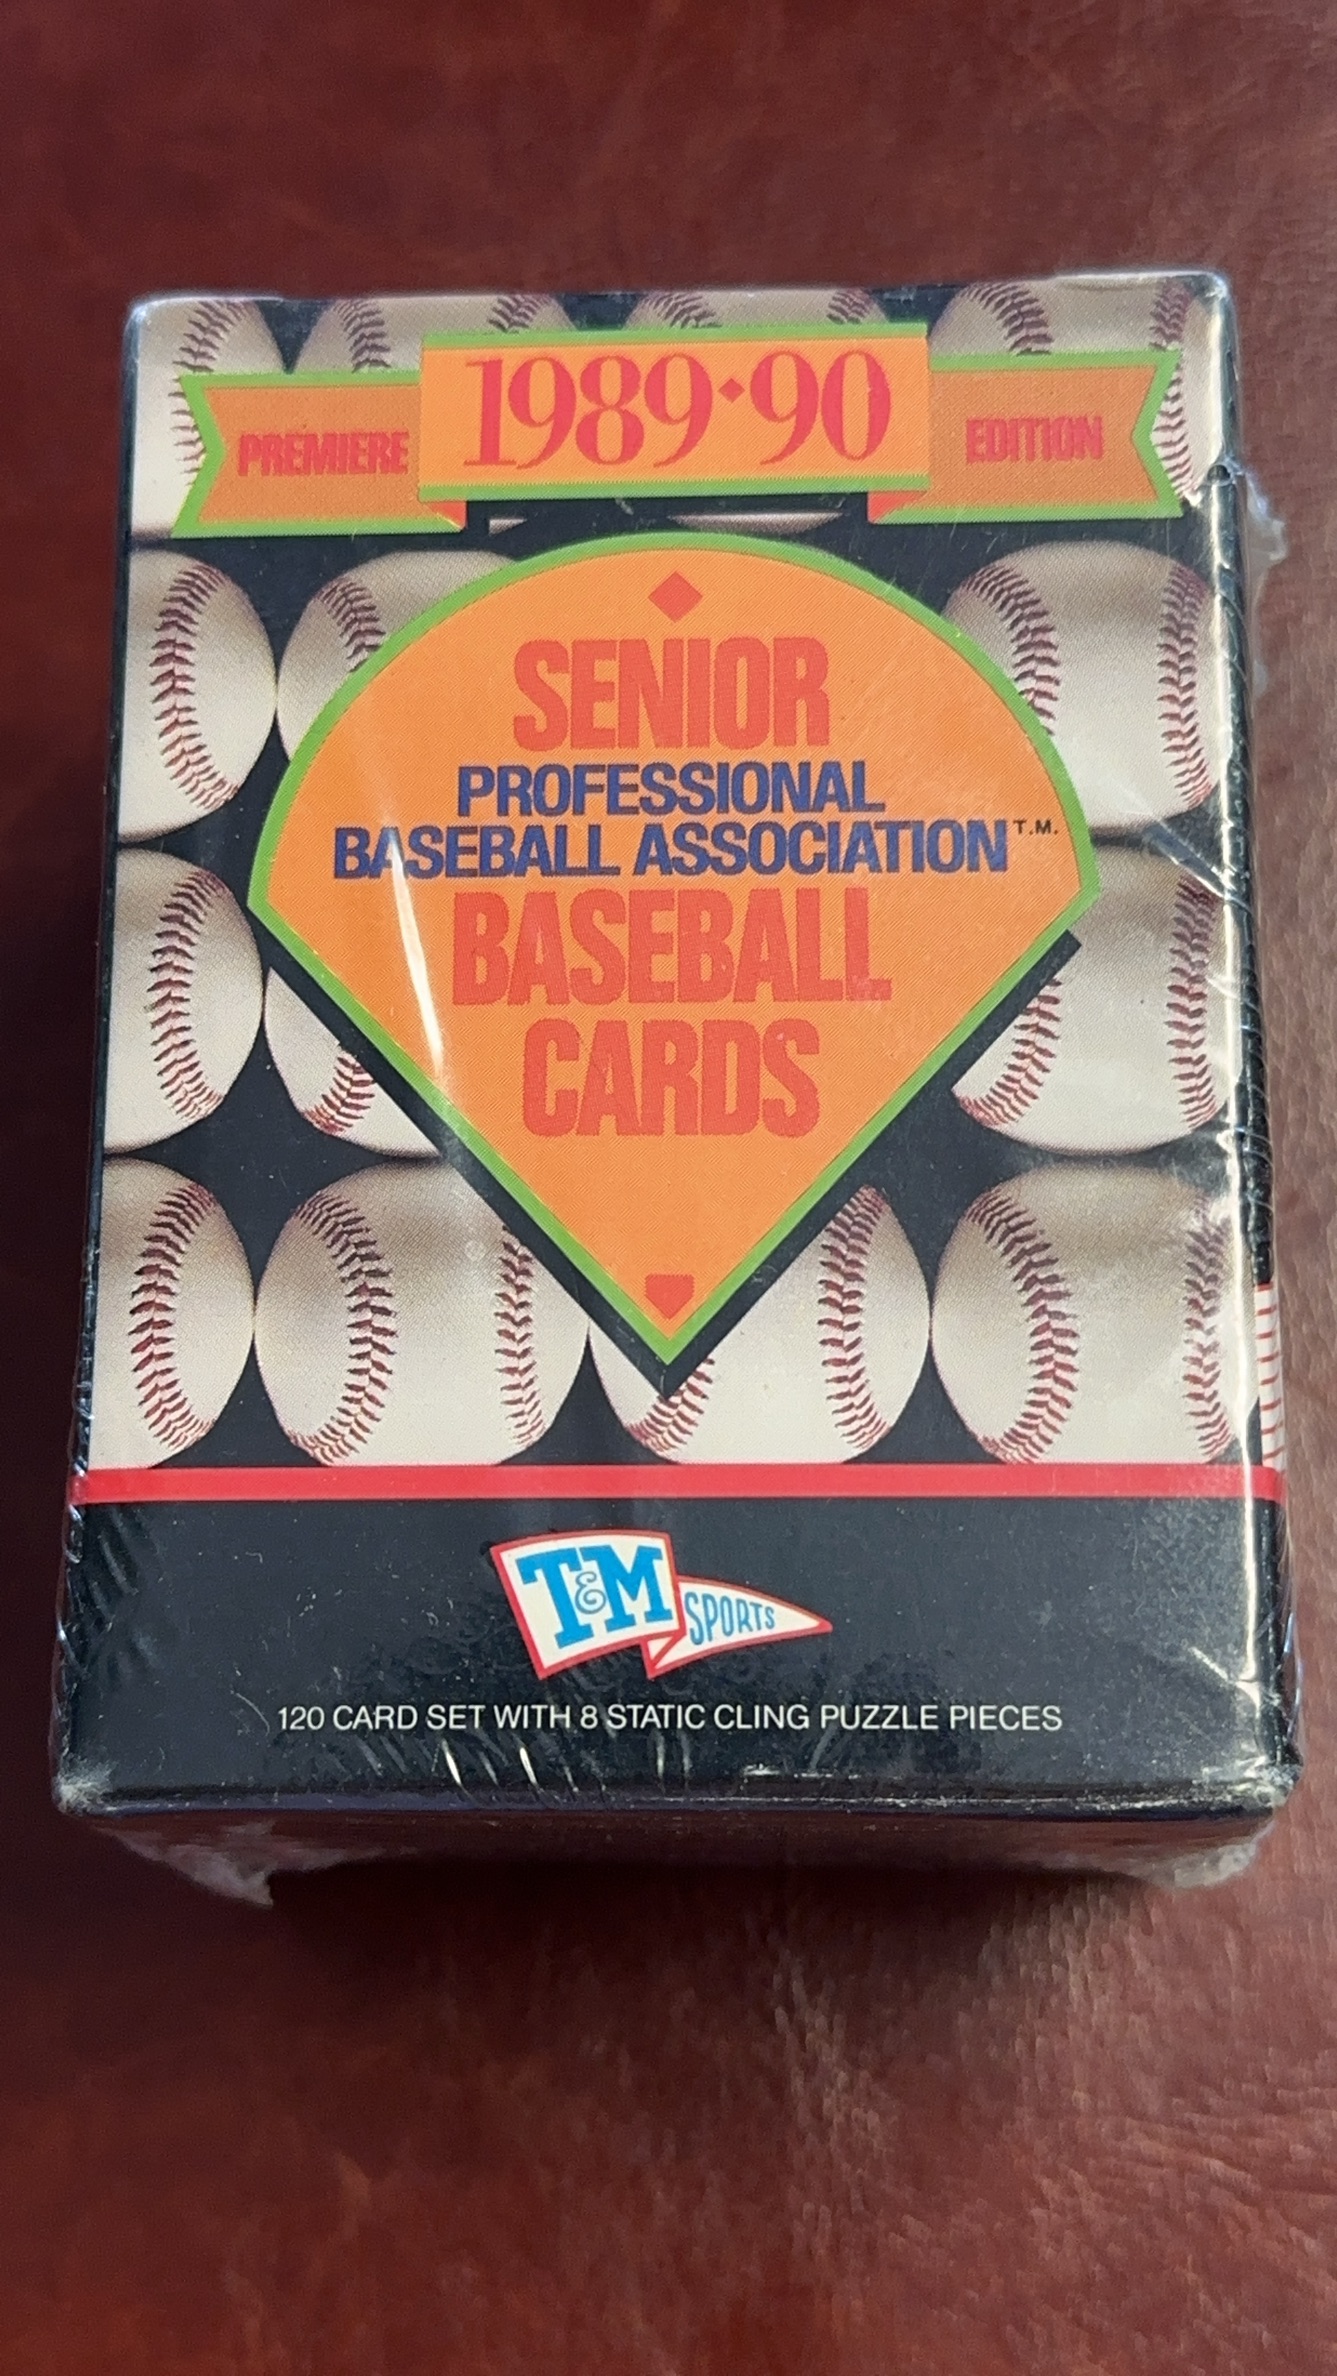 PREMIERE 1989•90 EDITION
SENIOR
PROFESSIONAL
BASEBALL ASSOCIATION T.M.
BASEBALL
CARDS
T&M SPORTS
120 CARD SET WITH 8 STATIC CLING PUZZLE PIECES